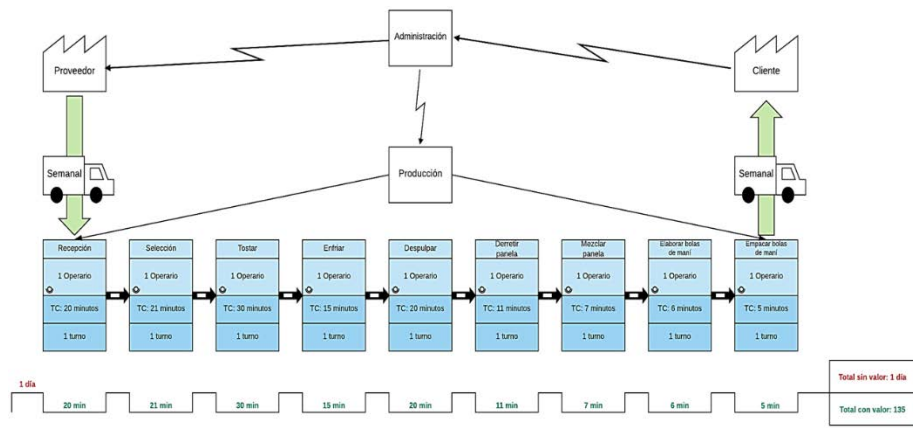 Administración
Proveedor
Cliente
Semanal
Producción
Semanal
Recepción
1 Operario
TC: 20 minutos
1 turno
Selección
1 Operario
TC: 21 minutos
1 turno
Tostar
1 Operario
TC: 30 minutos
1 turno
Enfriar
1 Operario
TC: 15 minutos
1 turno
Despulpar
1 Operario
TC: 20 minutos
1 turno
Derretir
panela
1 Operario
TC: 11 minutos
1 turno
Mezclar
panela
1 Operario
TC: 7 minutos
1 turno
Elaborar bolas
de maní
1 Operario
TC: 6 minutos
1 turno
Empacar bolas
de maní
1 Operario
TC: 5 minutos
1 turno
1 día
20 min
21 min
30 min
15 min
20 min
11 min
7 min
6 min
5 min
Total sin valor: 1 día
Total con valor: 135